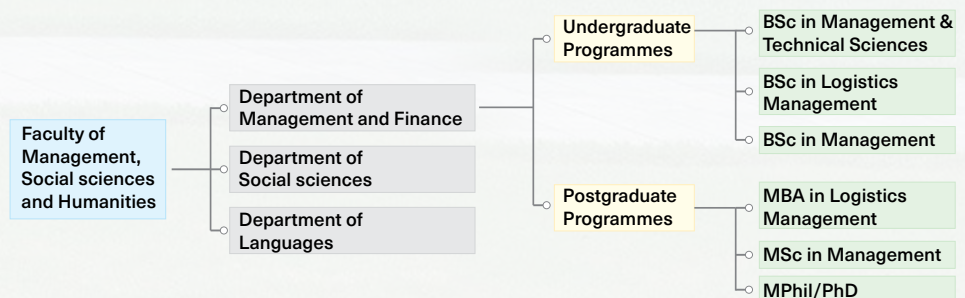 Faculty of
Management,
Social sciences
and Humanities
Department of
Management and Finance
Department of
Social sciences
Department of
Languages
Undergraduate
Programmes
Postgraduate
Programmes
BSc in Management &
Technical Sciences
BSc in Logistics
Management
BSc in Management
MBA in Logistics
Management
MSc in Management
MPhil/PhD